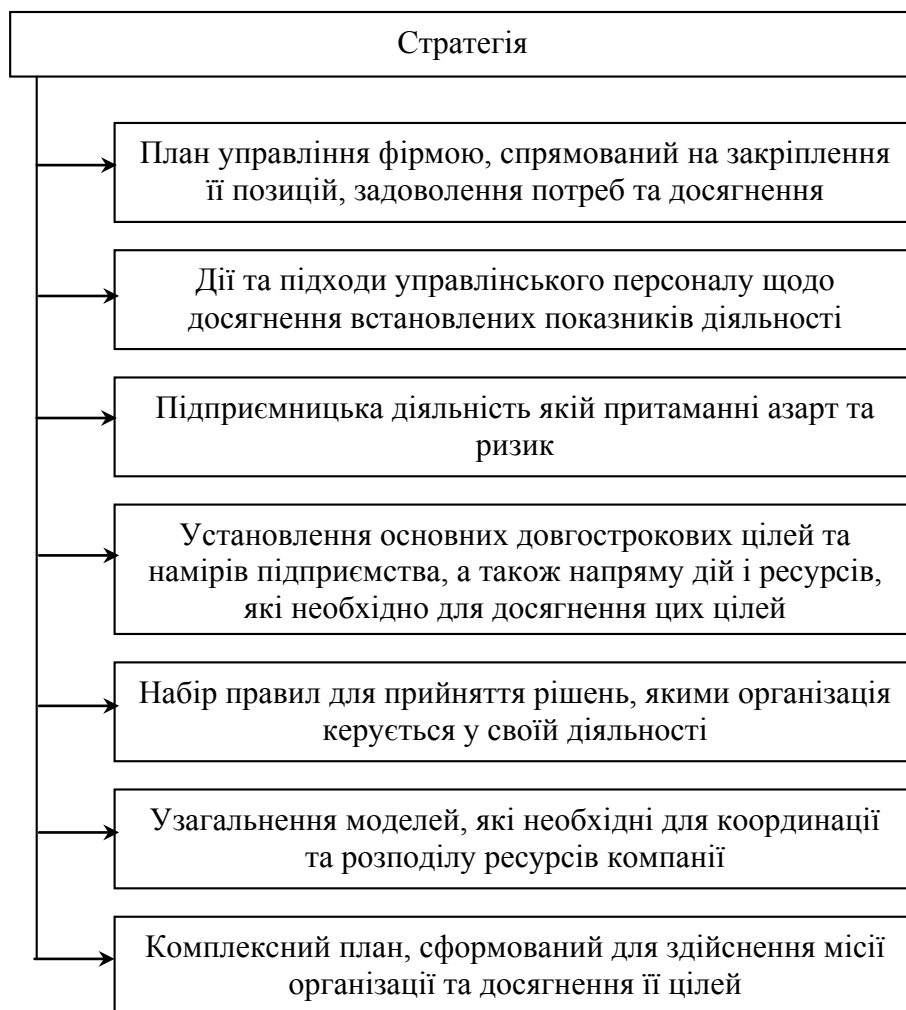 Стратегія
План управління фірмою, спрямований на закріплення
її позицій, задоволення потреб та досягнення
Дії та підходи управлінського персоналу щодо
досягнення встановлених показників діяльності
Підприємницька діяльність якій притаманні азарт та
ризик
Установлення основних довгострокових цілей та
намірів підприємства, а також напряму дій і ресурсів,
які необхідно для досягнення цих цілей
Набір правил для прийняття рішень, якими організація
керується у своїй діяльності
Узагальнення моделей, які необхідні для координації
та розподілу ресурсів компанії
Комплексний план, сформований для здійснення місії
організації та досягнення її цілей